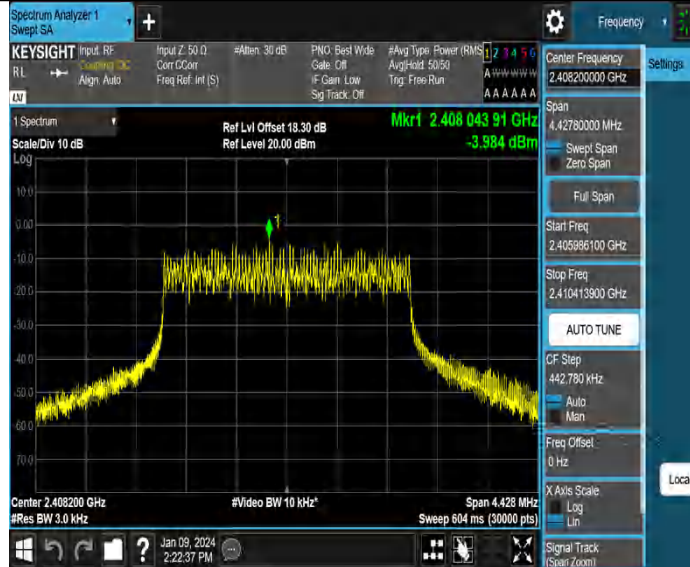 Spectrum Analyzer 1
Swept SA
+
Frequency
KEYSIGHT
RL
LXI
Input: RF
Coupling: DC
Align: Auto
Input Z: 50 Ω
Corr CCorr
Freq Ref: Int (S)
#Atten: 30 dB
PNO: Best Wide
Gate: Off
IF Gain: Low
Sig Track: Off
#Avg Type: Power (RMS
Avg|Hold: 50/50
Trig: Free Run
1 2 3 4 5 6
A W W W W W
A A A A A A
1 Spectrum
Scale/Div 10 dB
Log
Ref Lvl Offset 18.30 dB
Ref Level 20.00 dBm
Mkr1 2.408 043 91 GHz
-3.984 dBm
10.0
0.00
-10.0
-20.0
-30.0
-40.0
-50.0
-60.0
-70.0
1
Center 2.408200 GHz
#Res BW 3.0 kHz
#Video BW 10 kHz*
Span 4.428 MHz
Sweep 604 ms (30000 pts)
Jan 09, 2024
2:22:37 PM
?
Center Frequency
2.408200000 GHz
Settings
Span
4.42780000 MHz
Swept Span
Zero Span
Full Span
Start Freq
2.405986100 GHz
Stop Freq
2.410413900 GHz
AUTO TUNE
CF Step
442.780 kHz
Auto
Man
Freq Offset
0 Hz
X Axis Scale
Log
Lin
Local
Signal Track
(Span Zoom)